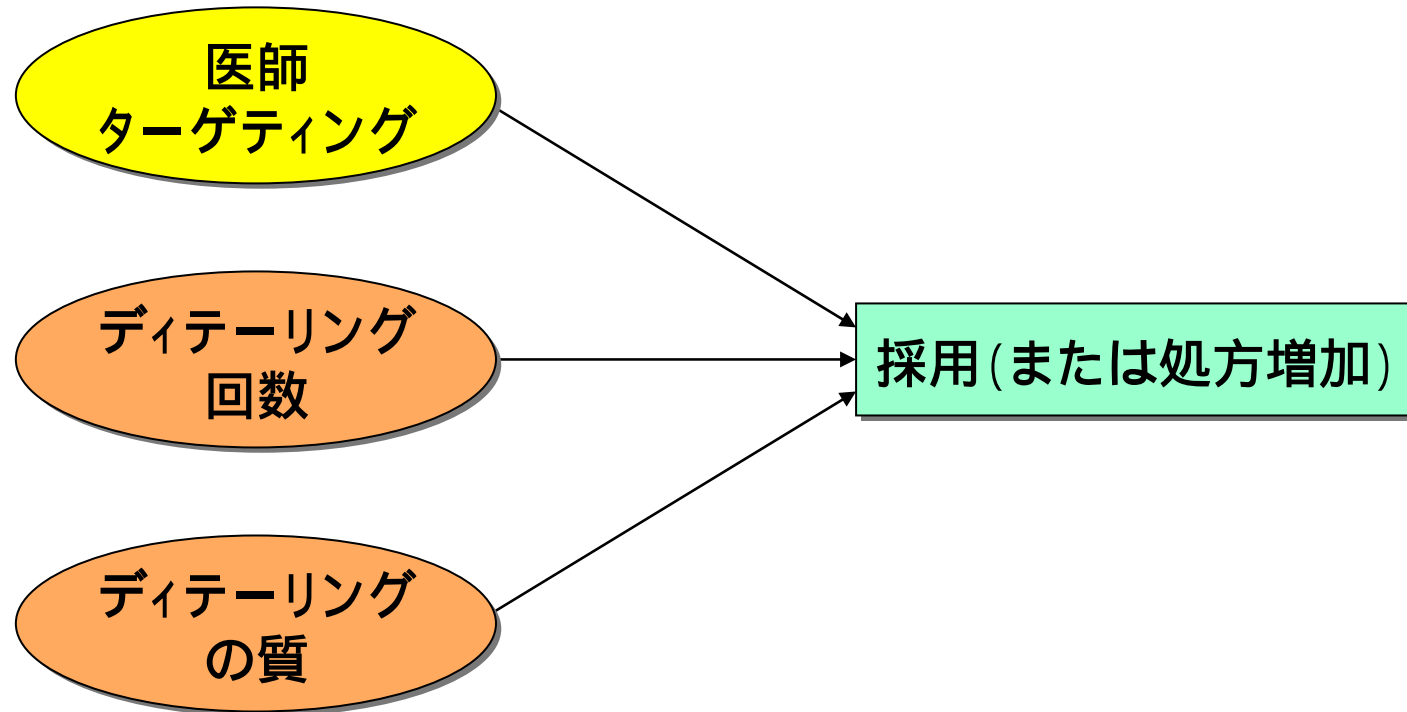 医師
ターゲティング
ディテーリング
回数
採用(または処方増加)
ディテーリング
の質